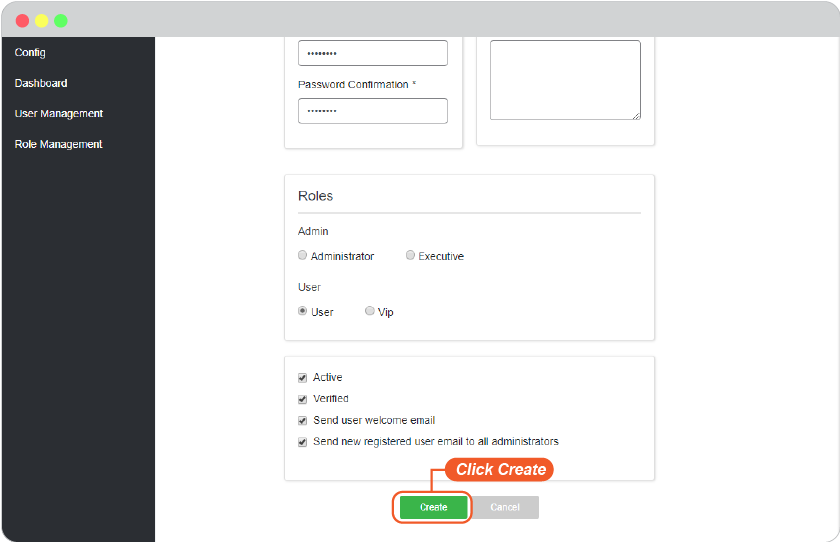 Config
Dashboard
User Management
Role Management
••••••••
Password Confirmation *
••••••••
Roles
Admin
Administrator Executive
User
User Vip
Active
Verified
Send user welcome email
Send new registered user email to all administrators
Click Create
Create Cancel